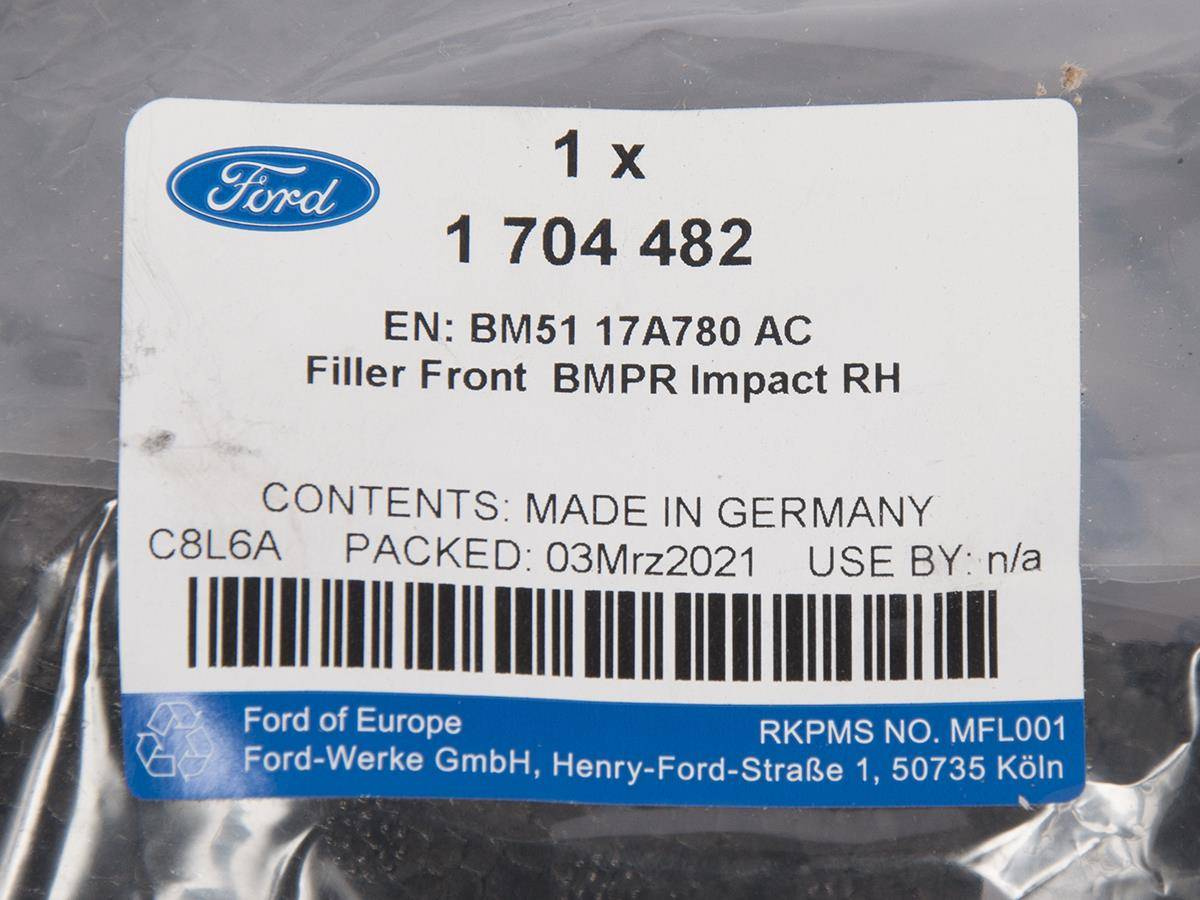 Ford
1 x
1 704 482
EN: BM51 17A780 AC
Filler Front BMPR Impact RH
CONTENTS: MADE IN GERMANY
C8L6A PACKED: 03Mrz2021 USE BY: n/a
Ford of Europe RKPMS NO. MFL001
Ford-Werke GmbH, Henry-Ford-Straße 1, 50735 Köln